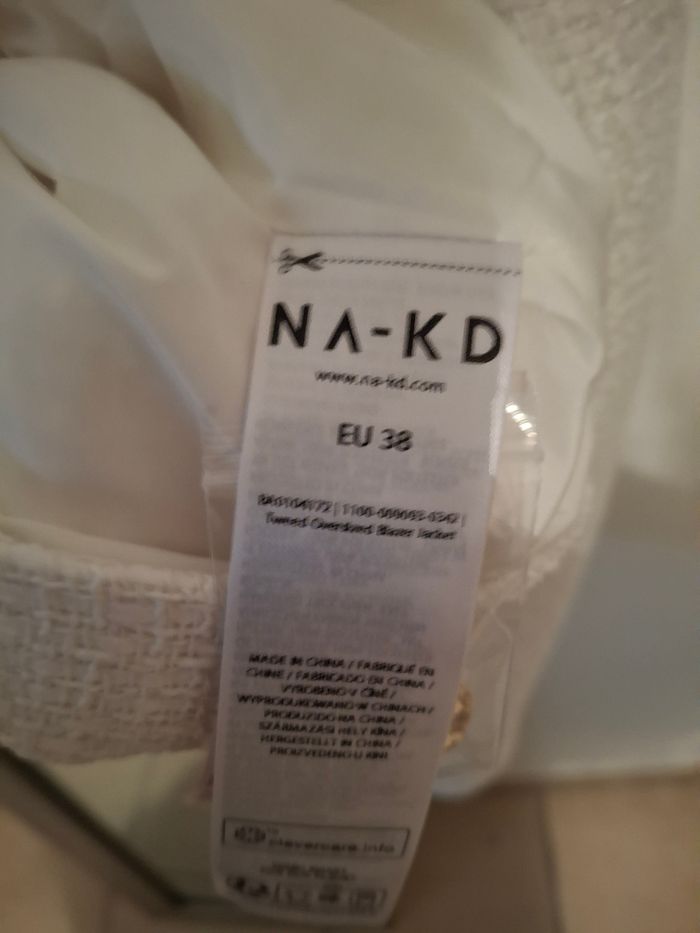 NA-KD
www.na-kd.com
EU 38
Tweed Oversized Blazer Jacket
MADE IN CHINA / FABRIQUÉ EN
CHINE / FABRICADO EN CHINA /
VYROBENO V ČÍNĚ /
WYPRODUKOWANO W CHINACH /
PRODUZIDO NA CHINA /
SZÁRMAZÁSI HELY KÍNA /
HERGESTELLT IN CHINA /
PROIZVEDENO U KINI
clevercare.info